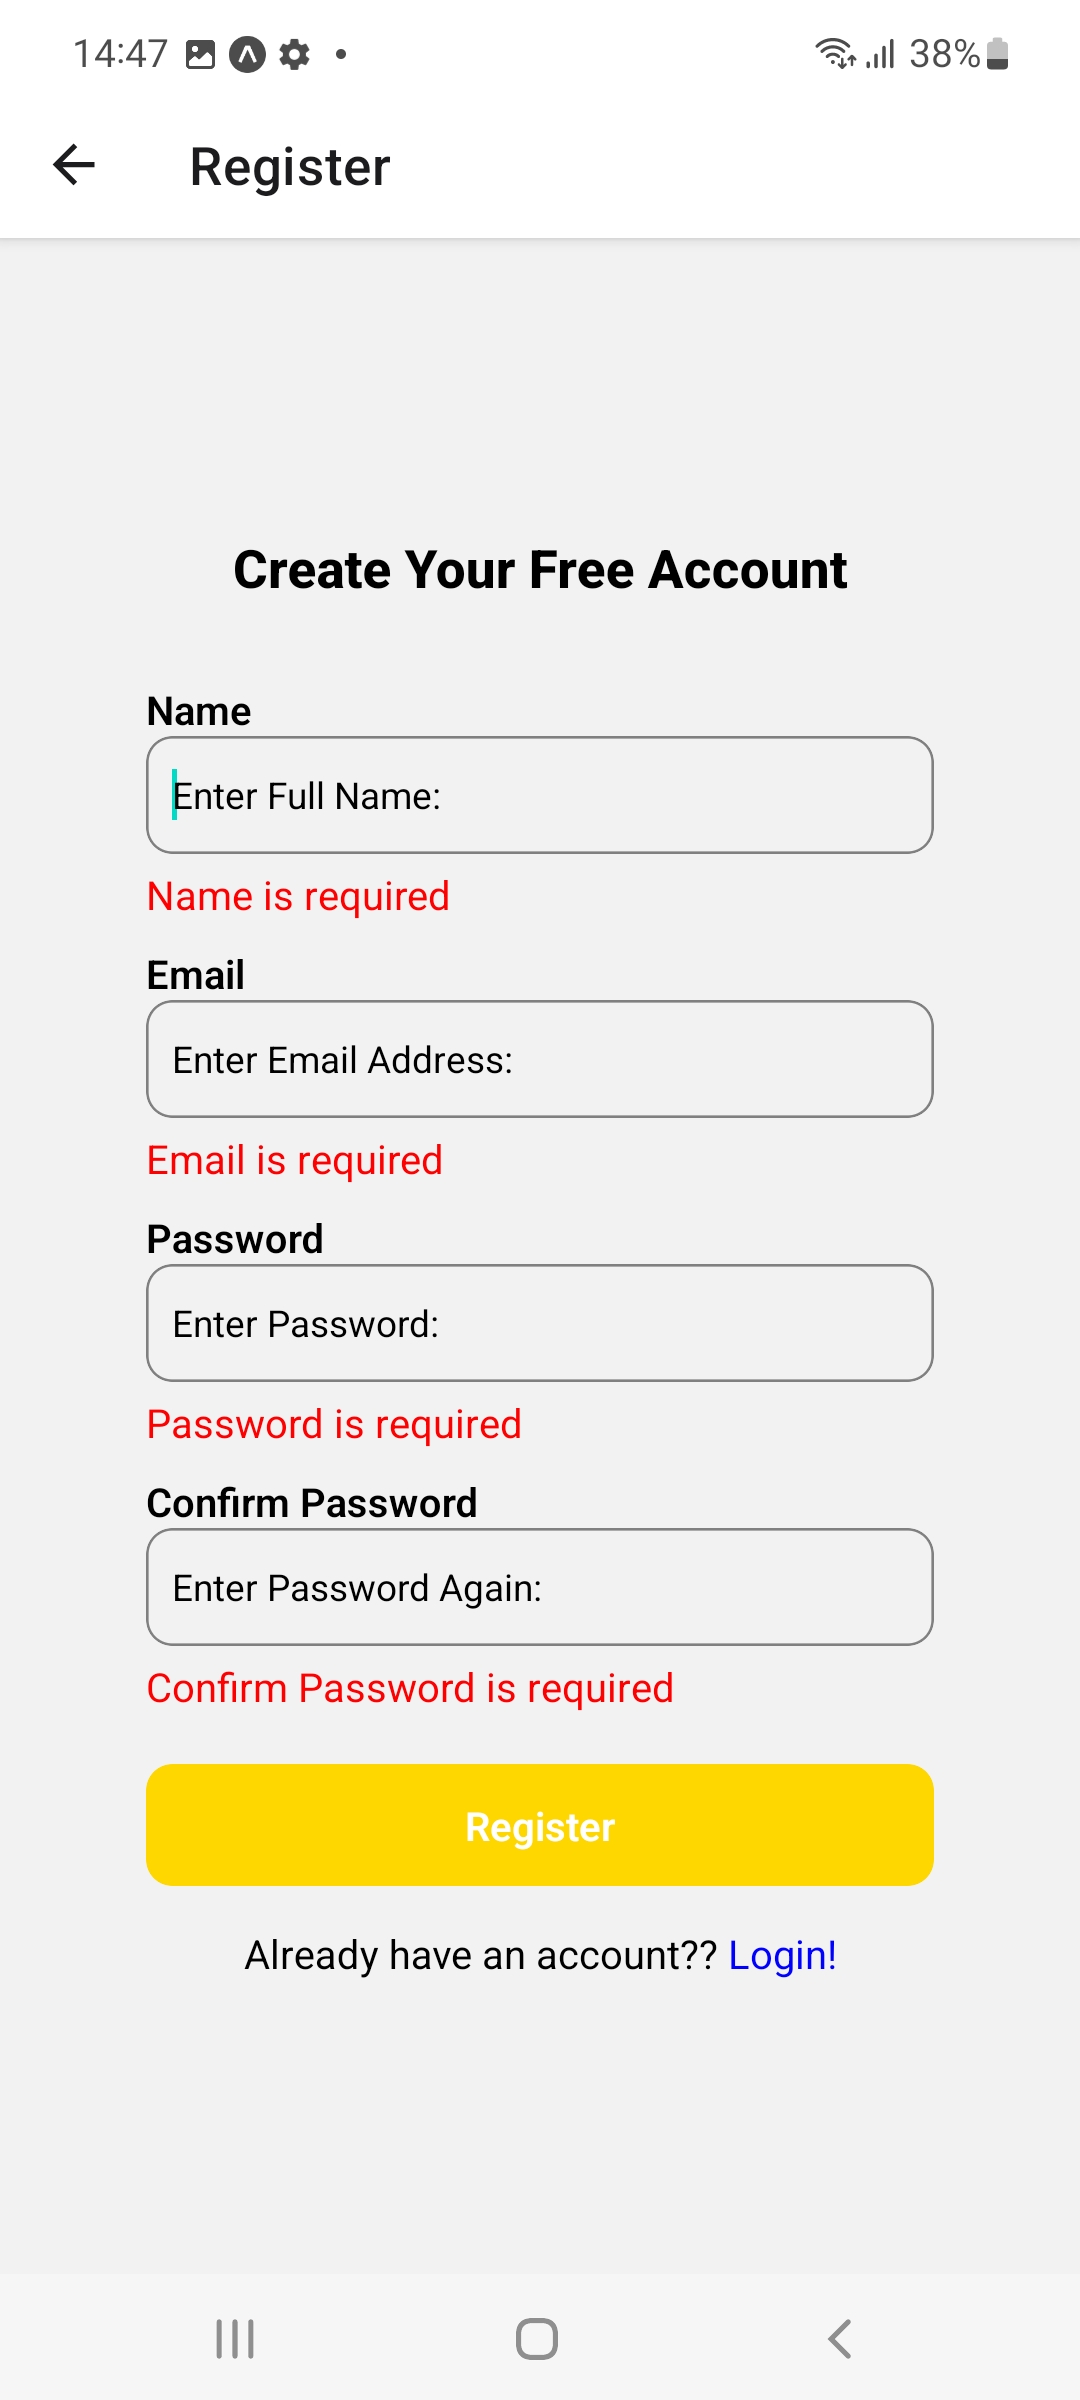 14:47
38%
Register
Create Your Free Account
Name
Enter Full Name:
Name is required
Email
Enter Email Address:
Email is required
Password
Enter Password:
Password is required
Confirm Password
Enter Password Again:
Confirm Password is required
Register
Already have an account?? Login!